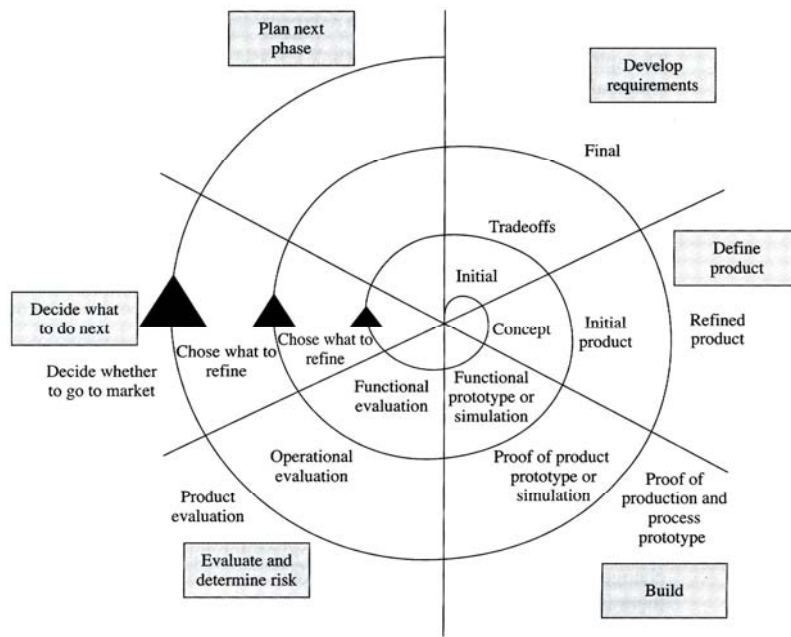 Plan next
phase
Develop
requirements
Final
Tradeoffs
Define
product
Initial
Decide what
to do next
Concept
Initial
product
Refined
product
Chose what to
refine
Chose what to
refine
Decide whether
to go to market
Functional
evaluation
Functional
prototype or
simulation
Operational
evaluation
Proof of product
prototype or
simulation
Proof of
production and
process
prototype
Product
evaluation
Evaluate and
determine risk
Build